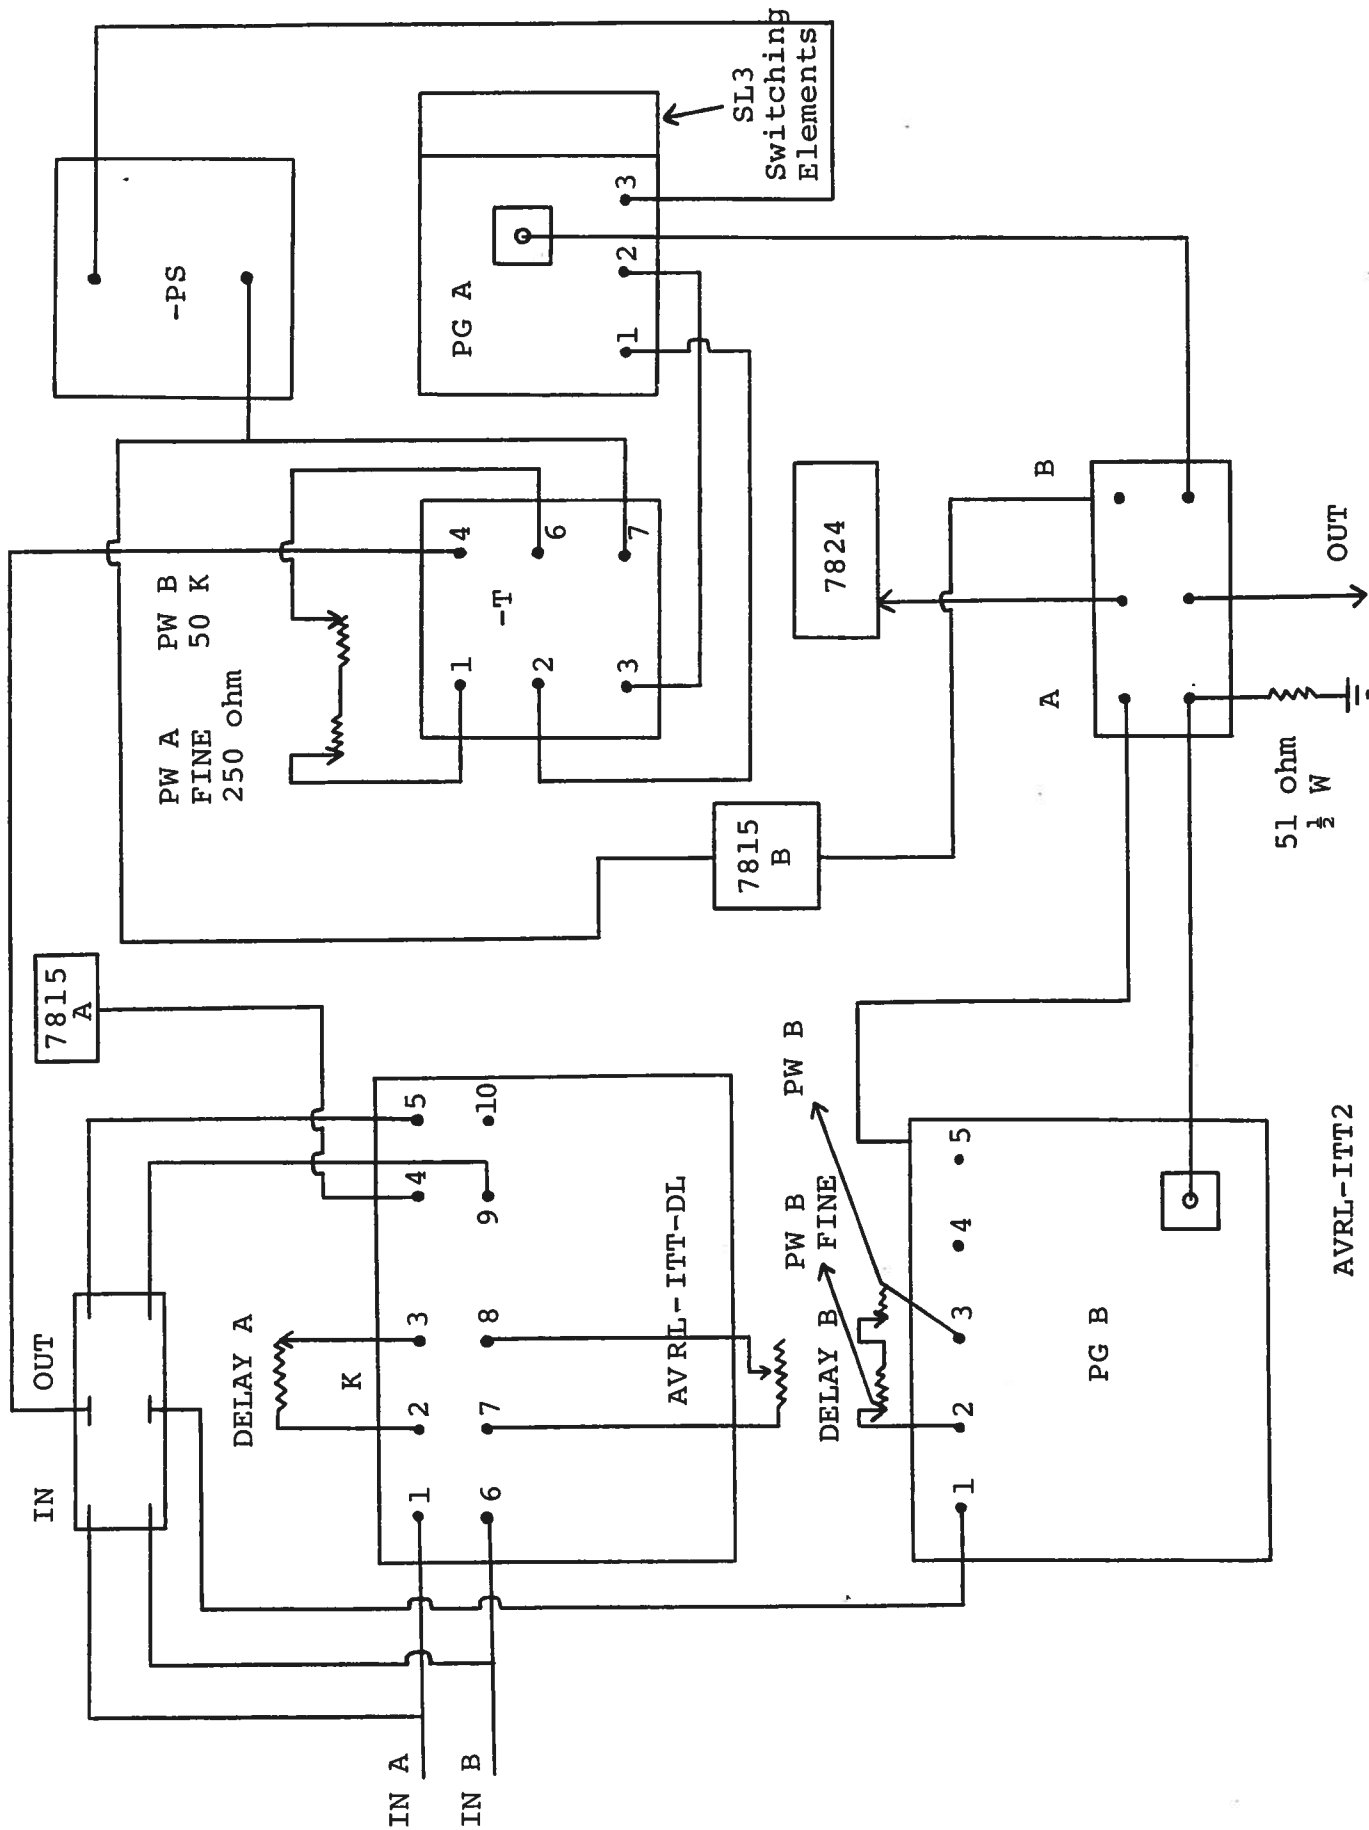 IN A
IN B
IN
OUT
7815
A
DELAY A
K
1
2
3
4
5
6
7
8
9
10
AVRL-ITT-DL
DELAY B
PW B
FINE
PW B
1
2
3
4
5
PG B
PW A
FINE
250 ohm
PW B
50 K
-T
1
2
3
4
6
7
-PS
PG A
1
2
3
SL3
Switching
Elements
7815
B
7824
A
B
51 ohm
½ W
OUT
AVRL-ITT2